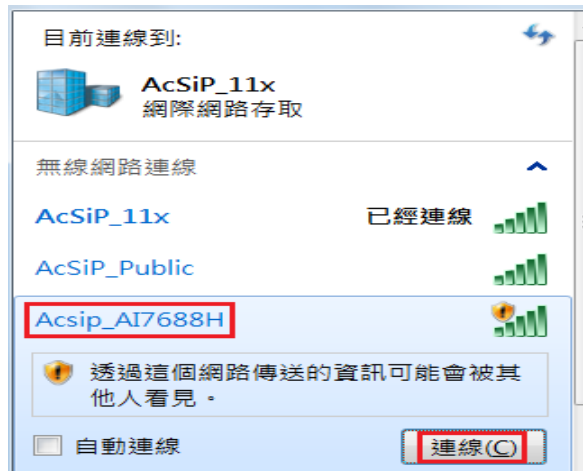 目前連線到:
AcSiP_11x
網際網路存取
無線網路連線
AcSiP_11x 已經連線
AcSiP_Public
Acsip_AI7688H
透過這個網路傳送的資訊可能會被其
他人看見。
自動連線 連線(C)